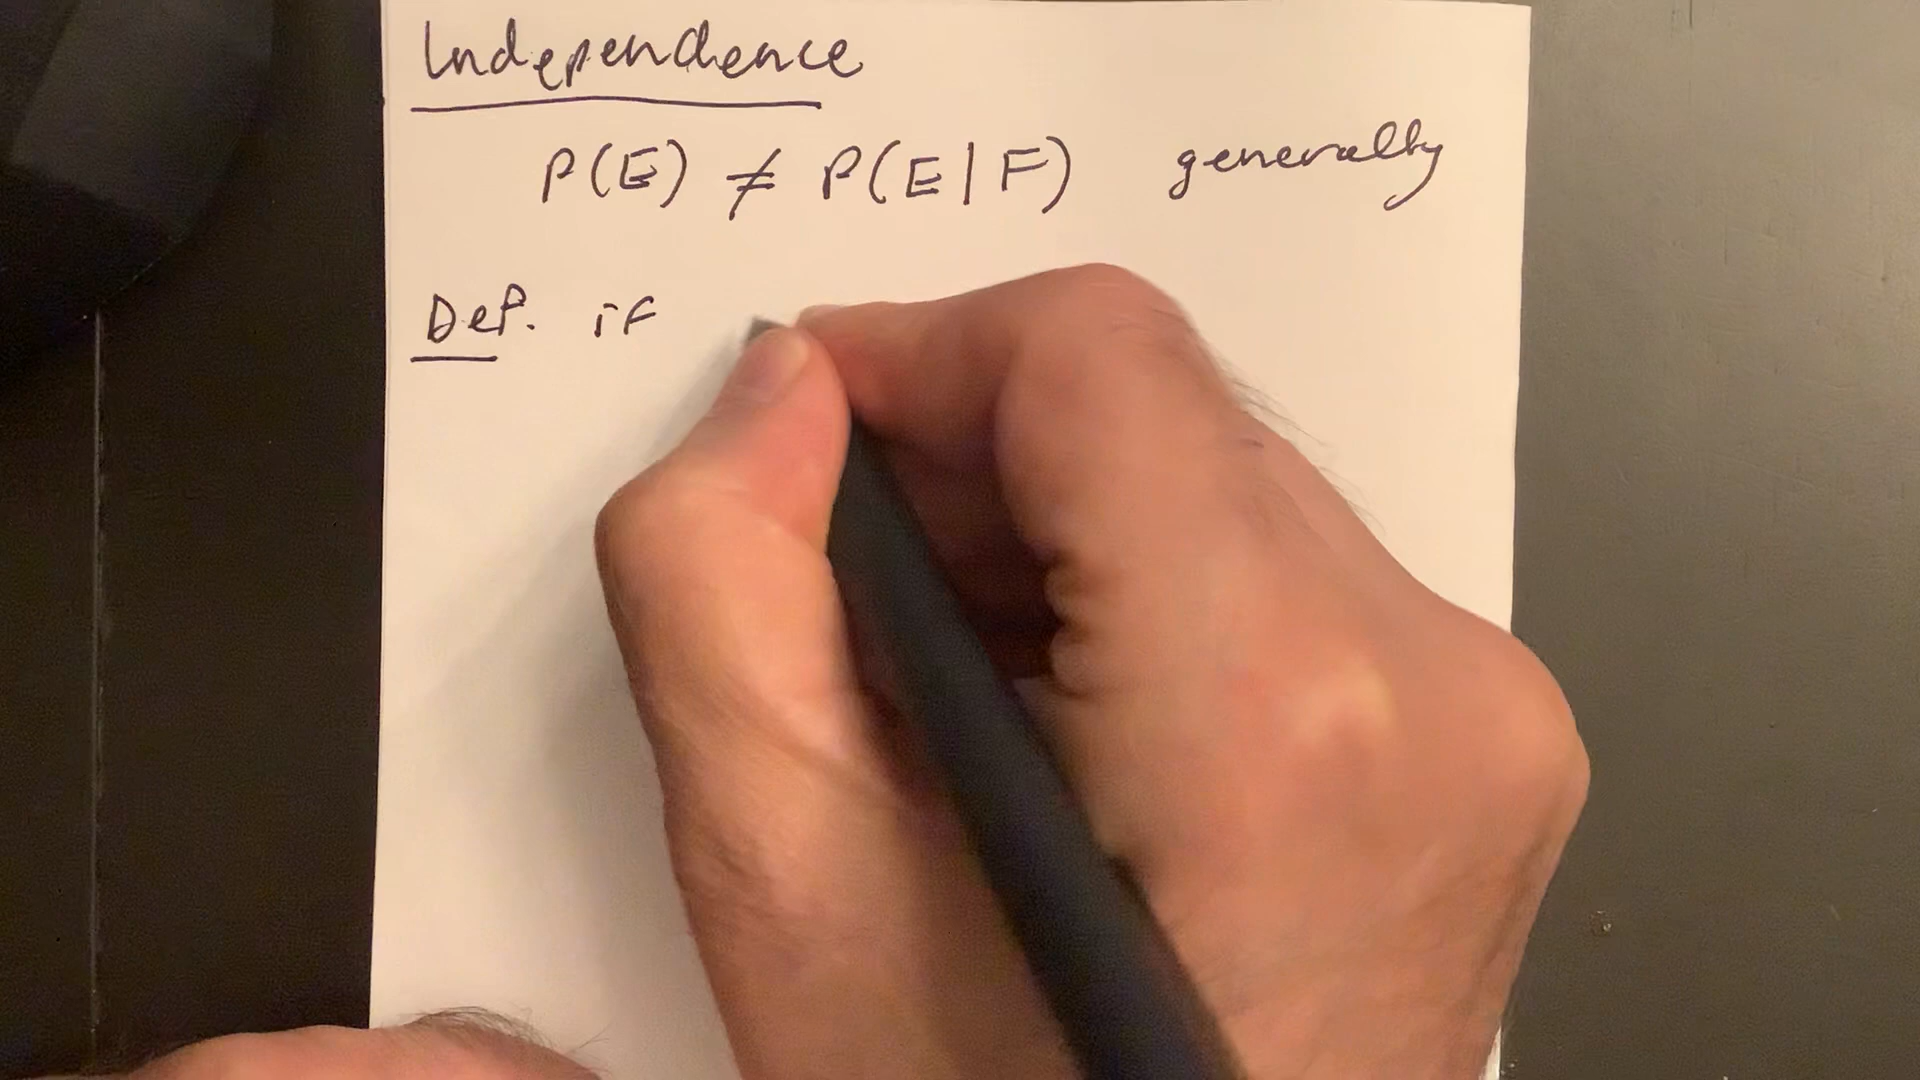 Independence
P(E) ≠ P(E|F) generally
Def. if